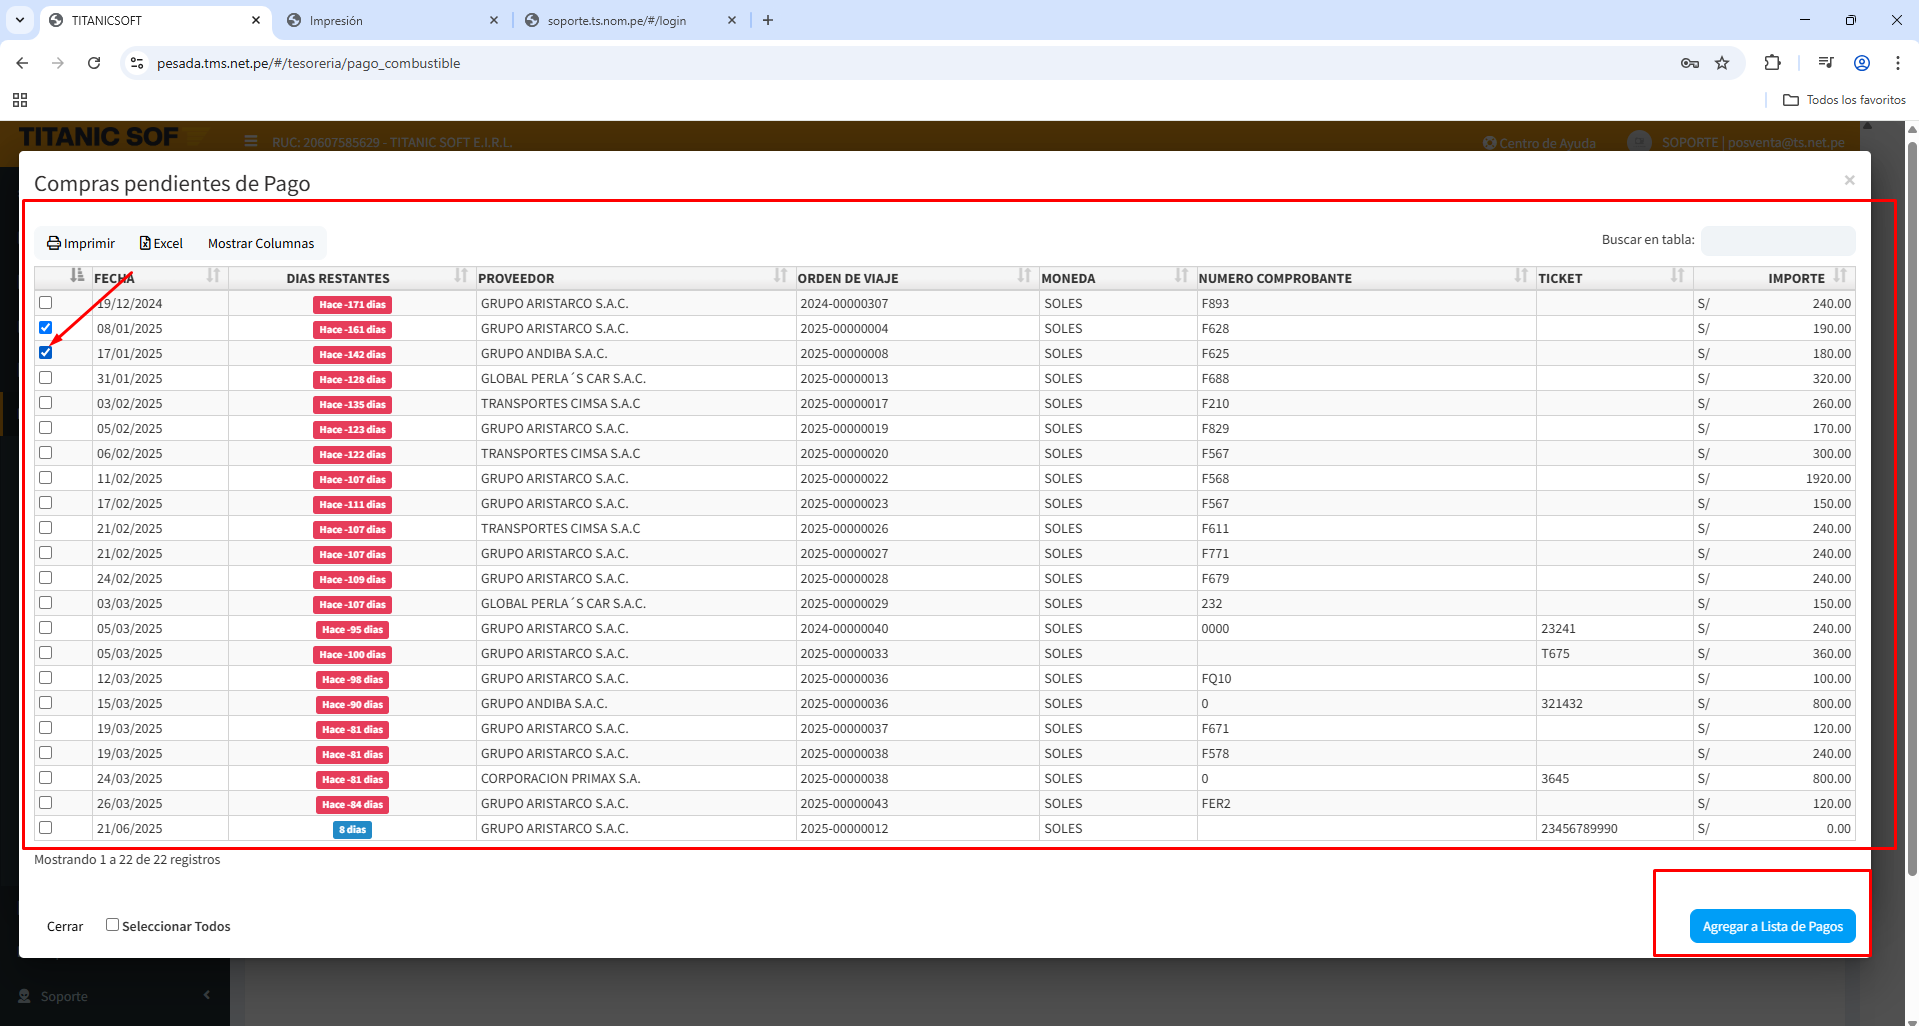 TITANICSOFT
Impresión
soporte.ts.nom.pe/#/login
pesada.tms.net.pe/#/tesoreria/pago_combustible
Todos los favoritos
TITANIC SOF
RUC: 20607585629 - TITANIC SOFT E.I.R.L.
Centro de Ayuda
SOPORTE | posventa@ts.net.pe
Compras pendientes de Pago
×
Imprimir Excel Mostrar Columnas
Buscar en tabla:
FECHA DIAS RESTANTES PROVEEDOR ORDEN DE VIAJE MONEDA NUMERO COMPROBANTE TICKET IMPORTE
19/12/2024 Hace -171 dias GRUPO ARISTARCO S.A.C. 2024-00000307 SOLES F893 S/ 240.00
08/01/2025 Hace -161 dias GRUPO ARISTARCO S.A.C. 2025-00000004 SOLES F628 S/ 190.00
17/01/2025 Hace -142 dias GRUPO ANDIBA S.A.C. 2025-00000008 SOLES F625 S/ 180.00
31/01/2025 Hace -128 dias GLOBAL PERLA´S CAR S.A.C. 2025-00000013 SOLES F688 S/ 320.00
03/02/2025 Hace -135 dias TRANSPORTES CIMSA S.A.C 2025-00000017 SOLES F210 S/ 260.00
05/02/2025 Hace -123 dias GRUPO ARISTARCO S.A.C. 2025-00000019 SOLES F829 S/ 170.00
06/02/2025 Hace -122 dias TRANSPORTES CIMSA S.A.C 2025-00000020 SOLES F567 S/ 300.00
11/02/2025 Hace -107 dias GRUPO ARISTARCO S.A.C. 2025-00000022 SOLES F568 S/ 1920.00
17/02/2025 Hace -111 dias GRUPO ARISTARCO S.A.C. 2025-00000023 SOLES F567 S/ 150.00
21/02/2025 Hace -107 dias TRANSPORTES CIMSA S.A.C 2025-00000026 SOLES F611 S/ 240.00
21/02/2025 Hace -107 dias GRUPO ARISTARCO S.A.C. 2025-00000027 SOLES F771 S/ 240.00
24/02/2025 Hace -109 dias GRUPO ARISTARCO S.A.C. 2025-00000028 SOLES F679 S/ 240.00
03/03/2025 Hace -107 dias GLOBAL PERLA´S CAR S.A.C. 2025-00000029 SOLES 232 S/ 150.00
05/03/2025 Hace -95 dias GRUPO ARISTARCO S.A.C. 2024-00000040 SOLES 0000 23241 S/ 240.00
05/03/2025 Hace -100 dias GRUPO ARISTARCO S.A.C. 2025-00000033 SOLES T675 S/ 360.00
12/03/2025 Hace -98 dias GRUPO ARISTARCO S.A.C. 2025-00000036 SOLES FQ10 S/ 100.00
15/03/2025 Hace -90 dias GRUPO ANDIBA S.A.C. 2025-00000036 SOLES 0 321432 S/ 800.00
19/03/2025 Hace -81 dias GRUPO ARISTARCO S.A.C. 2025-00000037 SOLES F671 S/ 120.00
19/03/2025 Hace -81 dias GRUPO ARISTARCO S.A.C. 2025-00000038 SOLES F578 S/ 240.00
24/03/2025 Hace -81 dias CORPORACION PRIMAX S.A. 2025-00000038 SOLES 0 3645 S/ 800.00
26/03/2025 Hace -84 dias GRUPO ARISTARCO S.A.C. 2025-00000043 SOLES FER2 S/ 120.00
21/06/2025 8 dias GRUPO ARISTARCO S.A.C. 2025-00000012 SOLES 23456789990 S/ 0.00
Mostrando 1 a 22 de 22 registros
Cerrar Seleccionar Todos Agregar a Lista de Pagos
Soporte